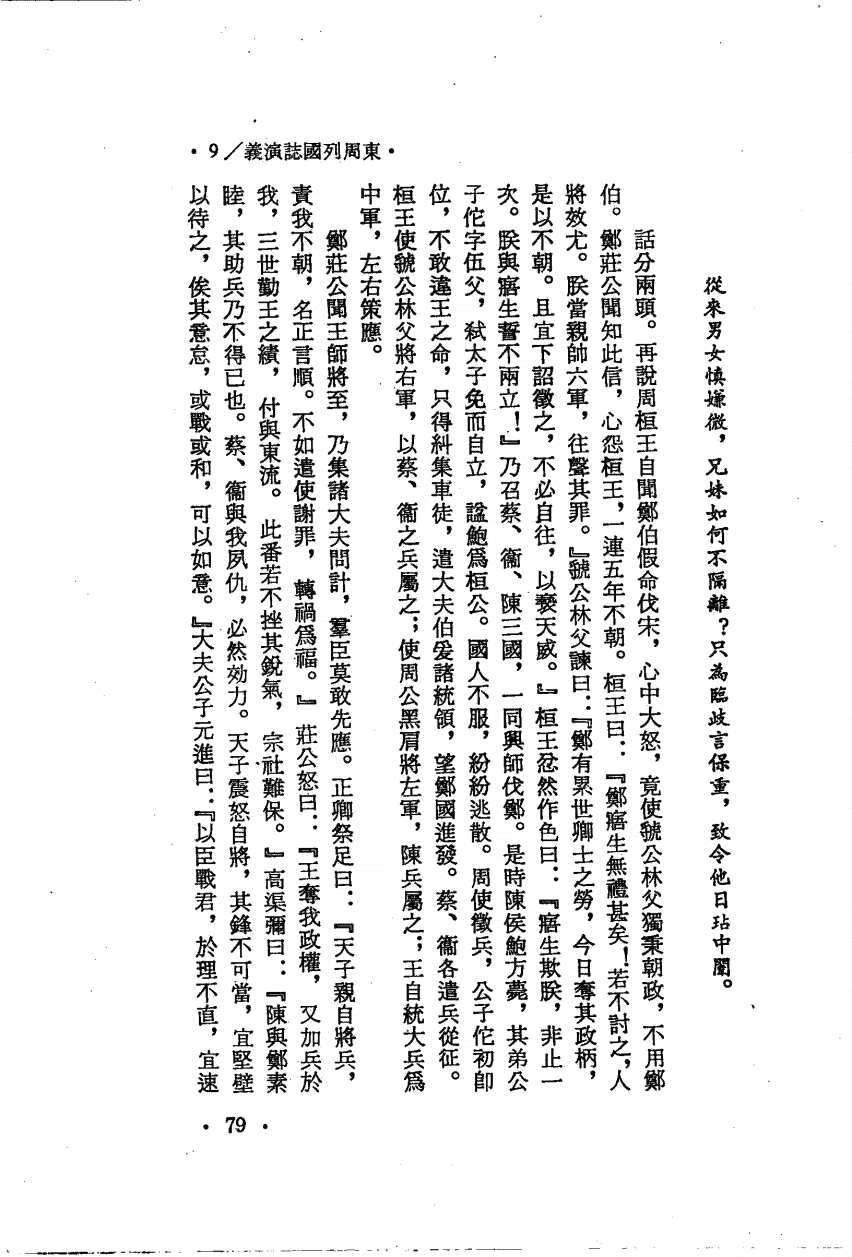 •東周列國誌演義／9•
從來男女慎嫌微，兄妹如何不隔離？只為臨歧言保重，致令他日玷中闈。
話分兩頭。再說周桓王自聞鄭伯假命伐宋，心中大怒，竟使虢公林父獨秉朝政，不用鄭
伯。鄭莊公聞知此信，心怨桓王，一連五年不朝。桓王曰：『鄭寤生無禮甚矣！若不討之，人
將效尤。朕當親帥六軍，往聲其罪。』虢公林父諫曰：『鄭有累世卿士之勞，今日奪其政柄，
是以不朝。且宜下詔徵之，不必自往，以褻天威。』桓王忿然作色曰：『寤生欺朕，非止一
次。朕與寤生誓不兩立！』乃召蔡、衞、陳三國，一同興師伐鄭。是時陳侯鮑方薨，其弟公
子佗字伍父，弒太子免而自立，諡鮑爲桓公。國人不服，紛紛逃散。周使徵兵，公子佗初卽
位，不敢違王之命，只得糾集車徒，遣大夫伯爰諸統領，望鄭國進發。蔡、衞各遣兵從征。
桓王使虢公林父將右軍，以蔡、衞之兵屬之；使周公黑肩將左軍，陳兵屬之；王自統大兵爲
中軍，左右策應。
鄭莊公聞王師將至，乃集諸大夫問計，羣臣莫敢先應。正卿祭足曰：『天子親自將兵，
責我不朝，名正言順。不如遣使謝罪，轉禍爲福。』莊公怒曰：『王奪我政權，又加兵於
我，三世勤王之績，付與東流。此番若不挫其銳氣，宗社難保。』高渠彌曰：『陳與鄭素
睦，其助兵乃不得已也。蔡、衞與我夙仇，必然効力。天子震怒自將，其鋒不可當，宜堅壁
以待之，俟其意怠，或戰或和，可以如意。』大夫公子元進曰：『以臣戰君，於理不直，宜速
•79•